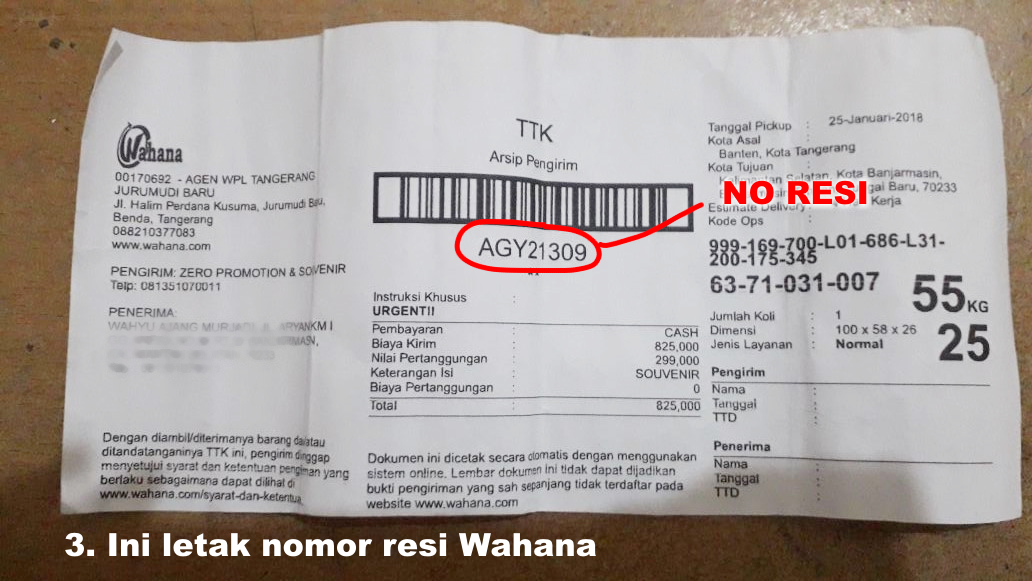 Wahana
00170692 - AGEN WPL TANGERANG
JURUMUDI BARU
Jl. Halim Perdana Kusuma, Jurumudi Baru,
Benda, Tangerang
088210377083
www.wahana.com
PENGIRIM: ZERO PROMOTION & SOUVENIR
Telp: 081351070011
PENERIMA:
Dengan diambil/diterimanya barang dan/atau
ditandatanganinya TTK ini, pengirim dianggap
menyetujui syarat dan ketentuan pengiriman yang
berlaku sebagaimana dapat dilihat di
www.wahana.com/syarat-dan-ketentuan
TTK
Arsip Pengirim
AGY21309
**
Instruksi Khusus :
URGENT!!
Pembayaran : CASH
Biaya Kirim : 825,000
Nilai Pertanggungan : 299,000
Keterangan Isi : SOUVENIR
Biaya Pertanggungan : 0
Total : 825,000
Dokumen ini dicetak secara otomatis dengan menggunakan
sistem online. Lembar dokumen ini tidak dapat dijadikan
bukti pengiriman yang sah sepanjang tidak terdaftar pada
website www.wahana.com
Tanggal Pickup : 25-Januari-2018
Kota Asal :
Banten, Kota Tangerang
Kota Tujuan :
Kalimantan Selatan, Kota Banjarmasin,
Baru, 70233
Estimate Delivery : Kerja
Kode Ops :
NO RESI
999-169-700-L01-686-L31-
200-175-345
63-71-031-007
55KG
25
Jumlah Koli : 1
Dimensi : 100 x 58 x 26
Jenis Layanan : Normal
Pengirim
Nama :
Tanggal :
TTD :
Penerima
Nama :
Tanggal :
TTD :
3. Ini letak nomor resi Wahana